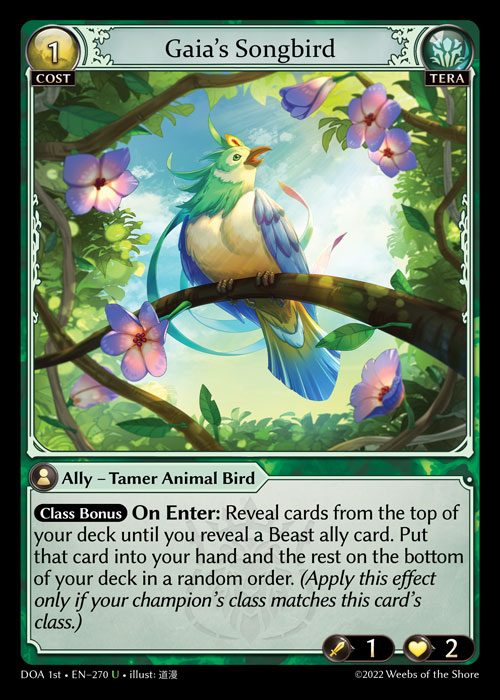 1
COST
Gaia's Songbird
TERA
Ally – Tamer Animal Bird
Class Bonus On Enter: Reveal cards from the top of
your deck until you reveal a Beast ally card. Put
that card into your hand and the rest on the bottom
of your deck in a random order. (Apply this effect
only if your champion's class matches this card's
class.)
1
2
DOA 1st • EN–270 U • illust: 道漫
©2022 Weebs of the Shore